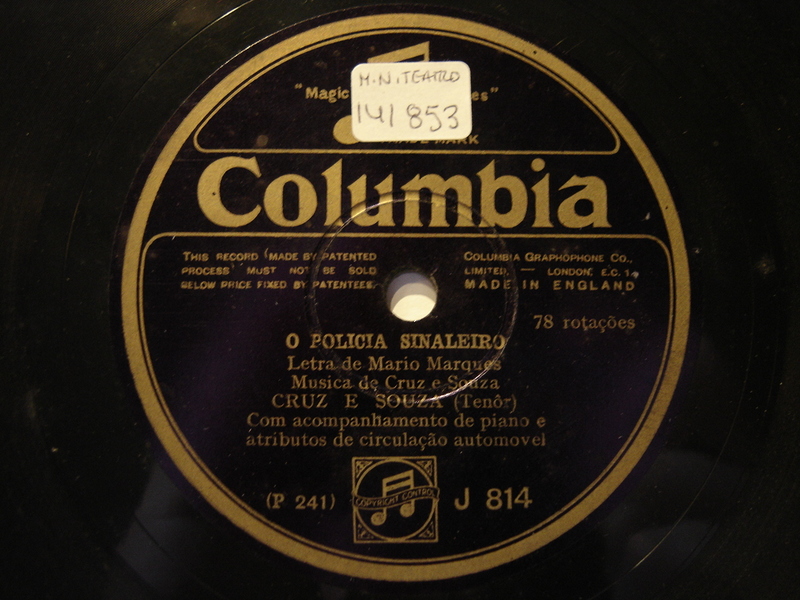 M.N.TEATRO
141853
"Magic
es"
MARK
Columbia
THIS RECORD (MADE BY PATENTED
PROCESS) MUST NOT BE SOLD
BELOW PRICE FIXED BY PATENTEES.
COLUMBIA GRAPHOPHONE CO.,
LIMITED. — LONDON. E.C.1.
MADE IN ENGLAND
78 rotações
O POLICIA SINALEIRO
Letra de Mario Marques
Musica de Cruz e Souza
CRUZ E SOUZA (Tenôr)
Com acompanhamento de piano e
atributos de circulação automovel
(P 241)
COPYRIGHT CONTROL
J 814